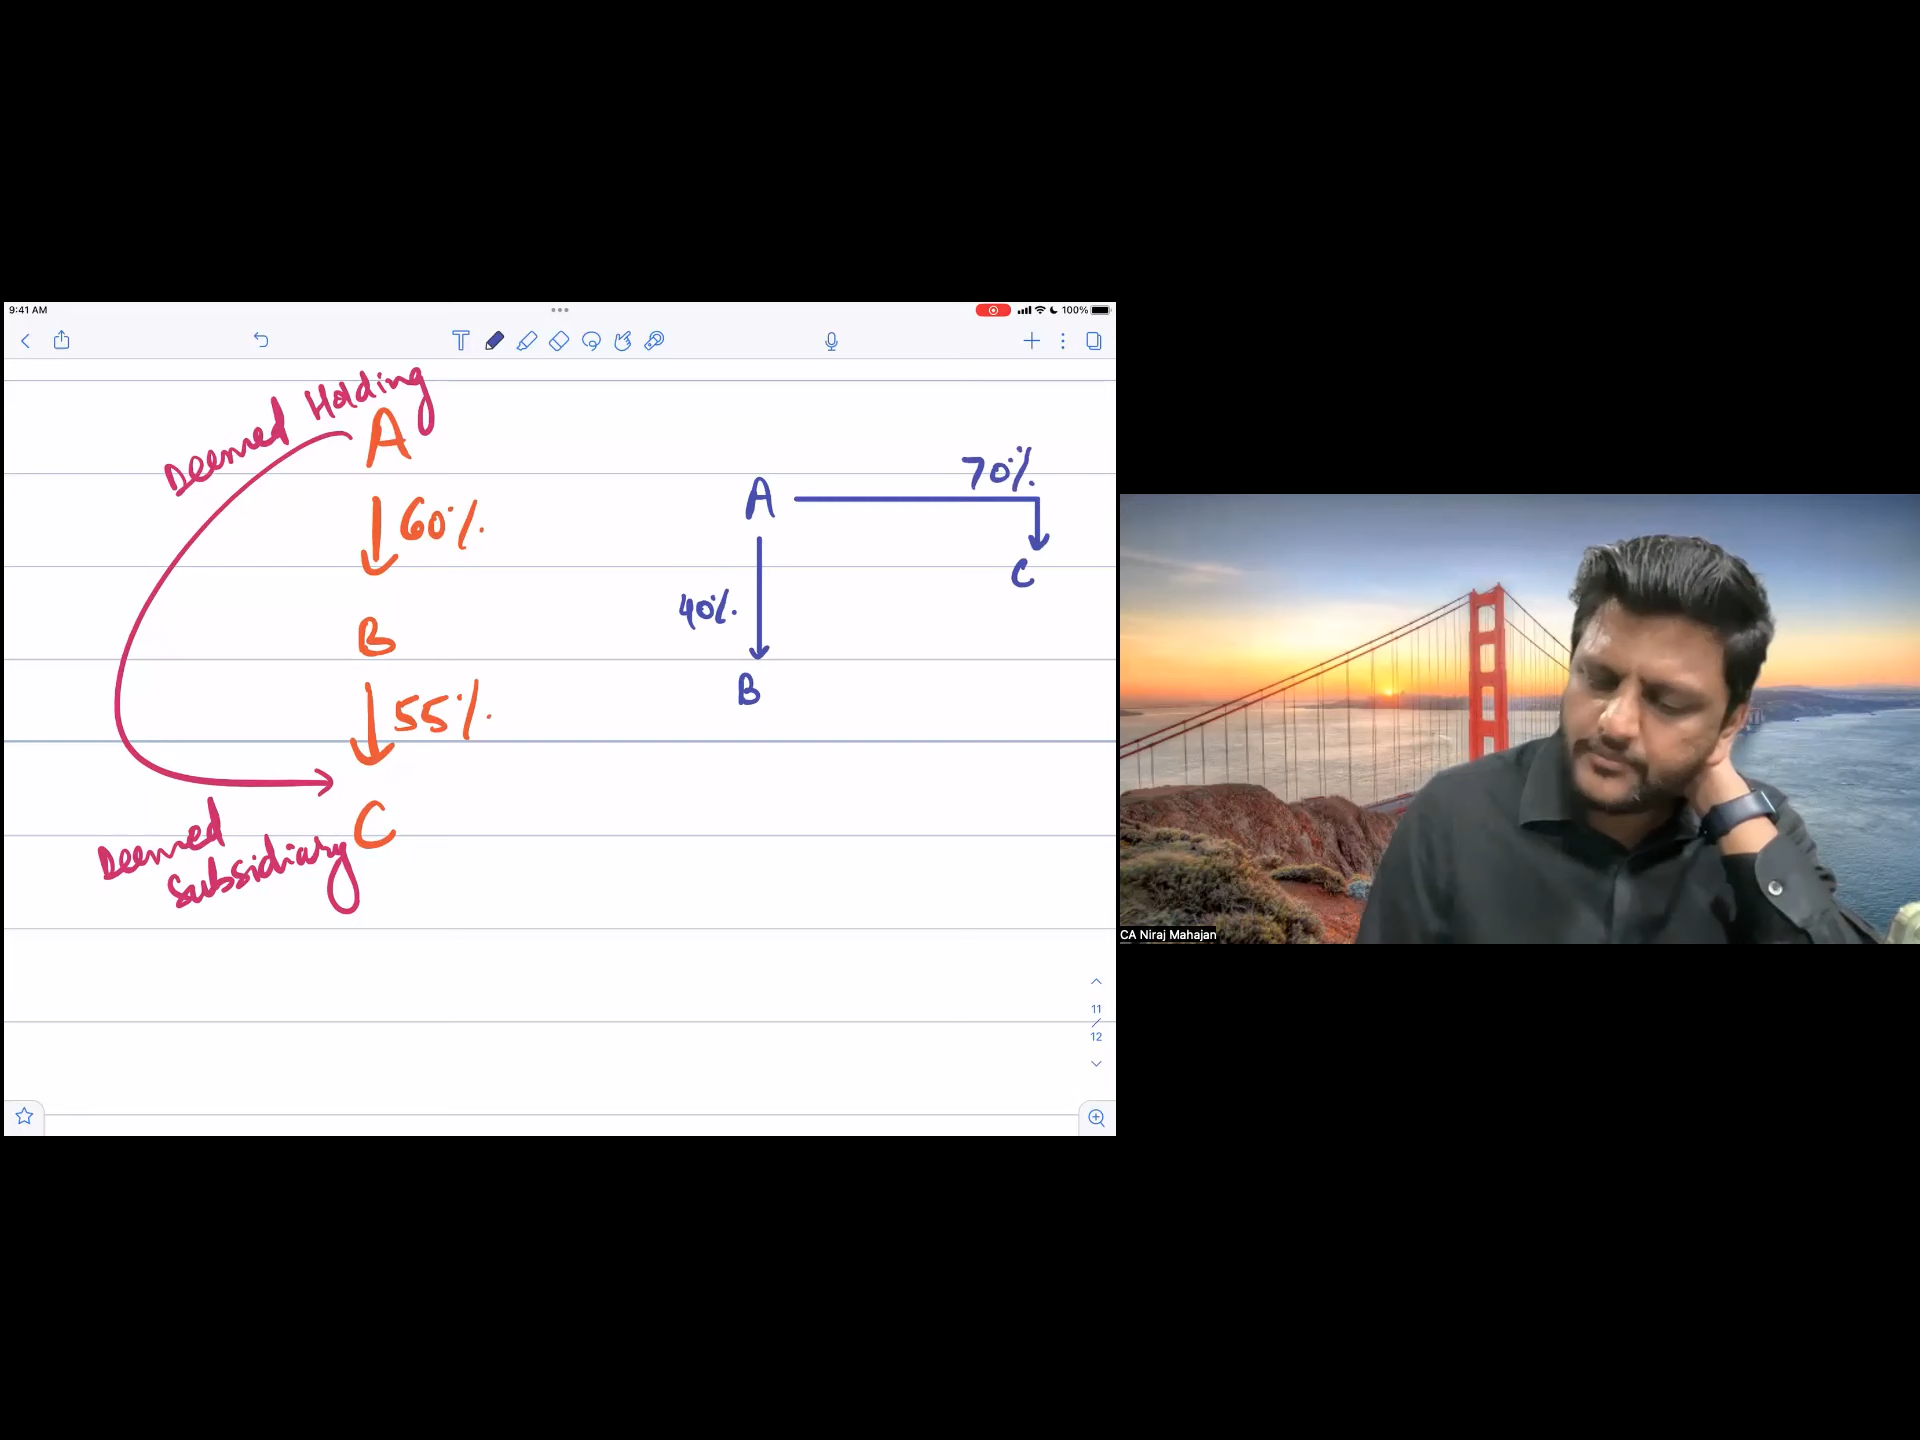 9:41 AM
100%
Deemed Holding
A
60%
B
55%
C
Deemed
Subsidiary
A
70%
C
40%
B
11
12
CA Niraj Mahajan